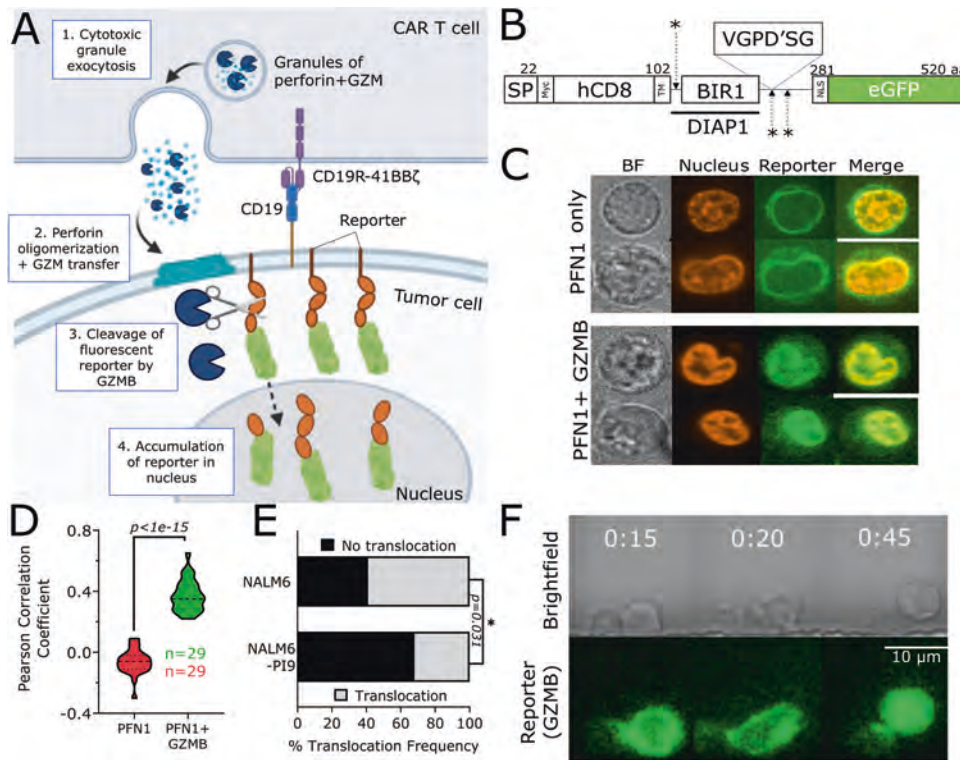 A
CAR T cell
1. Cytotoxic
granule
exocytosis
Granules of
perforin+GZM
CD19R-41BBζ
CD19
Reporter
2. Perforin
oligomerization
+ GZM transfer
Tumor cell
3. Cleavage of
fluorescent
reporter by
GZMB
4. Accumulation
of reporter in
nucleus
Nucleus
B
*
VGPD'SG
22
102
281
520 aa
SP
Myc
hCD8
TM
BIR1
NLS
eGFP
DIAP1
* *
C
BF Nucleus Reporter Merge
PFN1 only
PFN1+ GZMB
D
p<1e-15
Pearson Correlation
Coefficient
0.8
0.4
0.0
-0.4
n=29
n=29
PFN1
PFN1+
GZMB
E
No translocation
NALM6
NALM6
-PI9
p=0.031
*
Translocation
0 20 40 60 80 100
% Translocation Frequency
F
Brightfield
0:15 0:20 0:45
10 µm
Reporter
(GZMB)